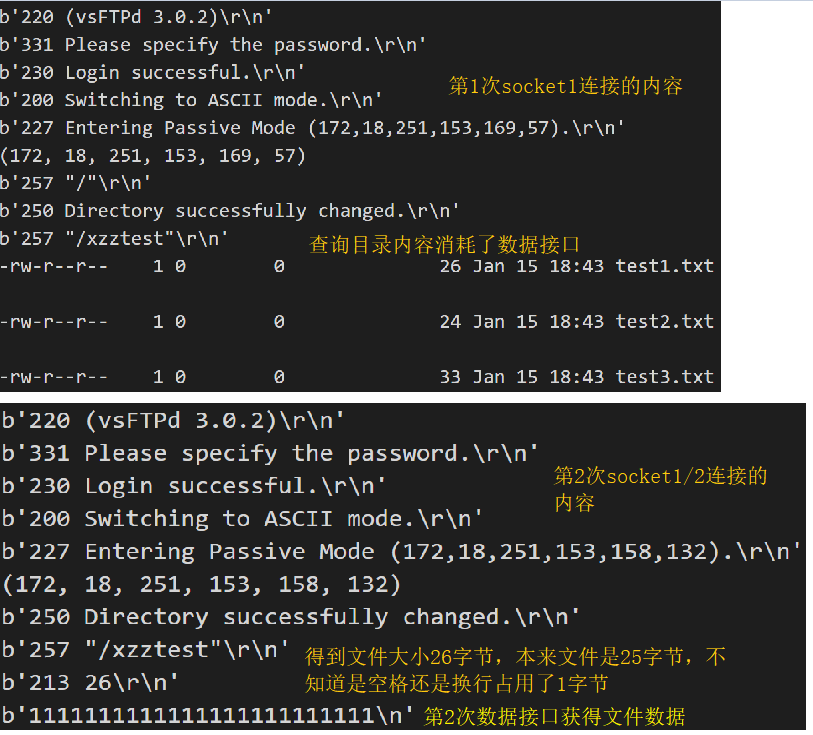 b'220 (vsFTPd 3.0.2)\r\n'
b'331 Please specify the password.\r\n'
b'230 Login successful.\r\n'
第1次socket1连接的内容
b'200 Switching to ASCII mode.\r\n'
b'227 Entering Passive Mode (172,18,251,153,169,57).\r\n'
(172, 18, 251, 153, 169, 57)
b'257 "/"\r\n'
b'250 Directory successfully changed.\r\n'
b'257 "/xzztest"\r\n'
查询目录内容消耗了数据接口
-rw-r--r-- 1 0 0 26 Jan 15 18:43 test1.txt
-rw-r--r-- 1 0 0 24 Jan 15 18:43 test2.txt
-rw-r--r-- 1 0 0 33 Jan 15 18:43 test3.txt
b'220 (vsFTPd 3.0.2)\r\n'
b'331 Please specify the password.\r\n'
b'230 Login successful.\r\n'
第2次socket1/2连接的
内容
b'200 Switching to ASCII mode.\r\n'
b'227 Entering Passive Mode (172,18,251,153,158,132).\r\n'
(172, 18, 251, 153, 158, 132)
b'250 Directory successfully changed.\r\n'
b'257 "/xzztest"\r\n'
得到文件大小26字节，本来文件是25字节，不
知道是空格还是换行占用了1字节
b'213 26\r\n'
b'1111111111111111111111111\n'
第2次数据接口获得文件数据